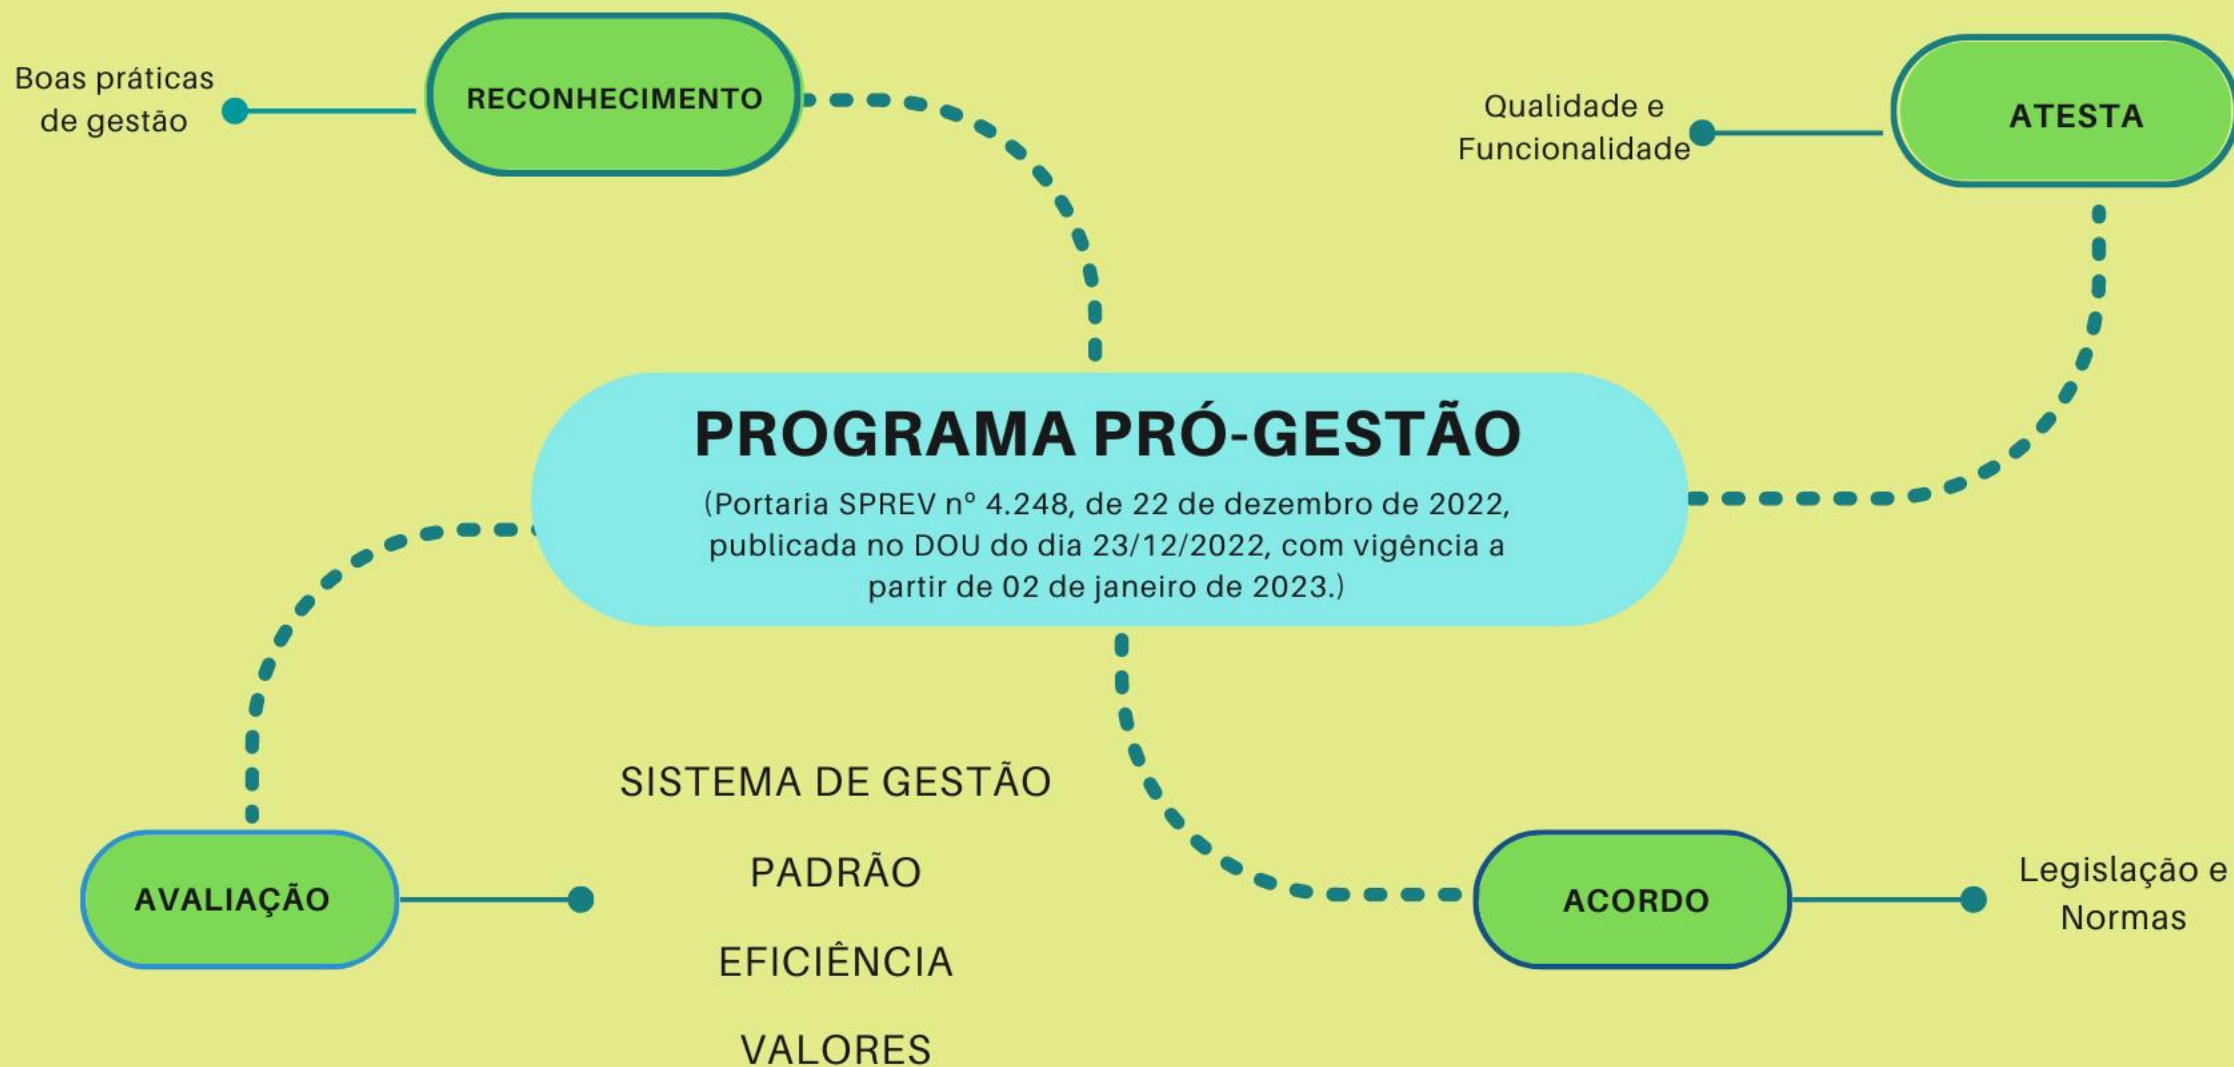 Boas práticas
de gestão
RECONHECIMENTO
Qualidade e
Funcionalidade
ATESTA
PROGRAMA PRÓ-GESTÃO
(Portaria SPREV nº 4.248, de 22 de dezembro de 2022,
publicada no DOU do dia 23/12/2022, com vigência a
partir de 02 de janeiro de 2023.)
AVALIAÇÃO
SISTEMA DE GESTÃO
PADRÃO
EFICIÊNCIA
VALORES
ACORDO
Legislação e
Normas